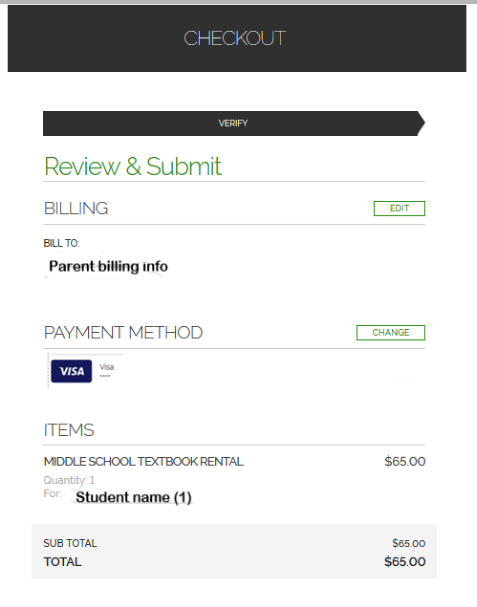 CHECKOUT
VERIFY
Review & Submit
BILLING EDIT
BILL TO:
Parent billing info
PAYMENT METHOD CHANGE
VISA Visa
····
ITEMS
MIDDLE SCHOOL TEXTBOOK RENTAL $65.00
Quantity: 1
For: Student name (1)
SUB TOTAL $65.00
TOTAL $65.00